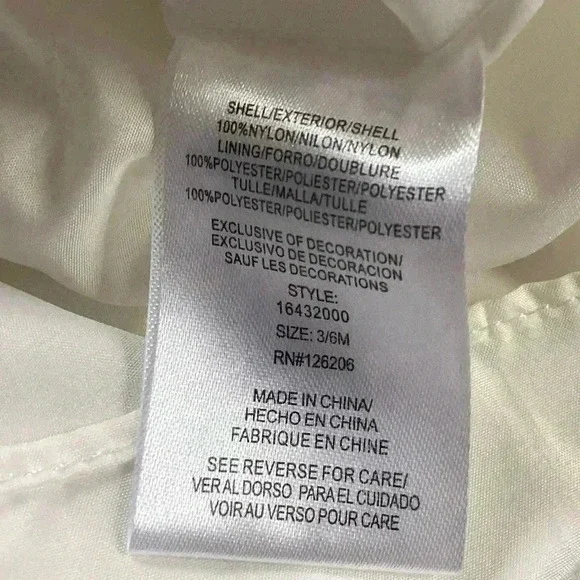 SHELL/EXTERIOR/SHELL
100%NYLON/NILON/NYLON
LINING/FORRO/DOUBLURE
100%POLYESTER/POLIESTER/POLYESTER
TULLE/MALLA/TULLE
100%POLYESTER/POLIESTER/POLYESTER
EXCLUSIVE OF DECORATION/
EXCLUSIVO DE DECORACION
SAUF LES DECORATIONS
STYLE:
16432000
SIZE: 3/6M
RN#126206
MADE IN CHINA/
HECHO EN CHINA
FABRIQUE EN CHINE
SEE REVERSE FOR CARE/
VER AL DORSO PARA EL CUIDADO
VOIR AU VERSO POUR CARE